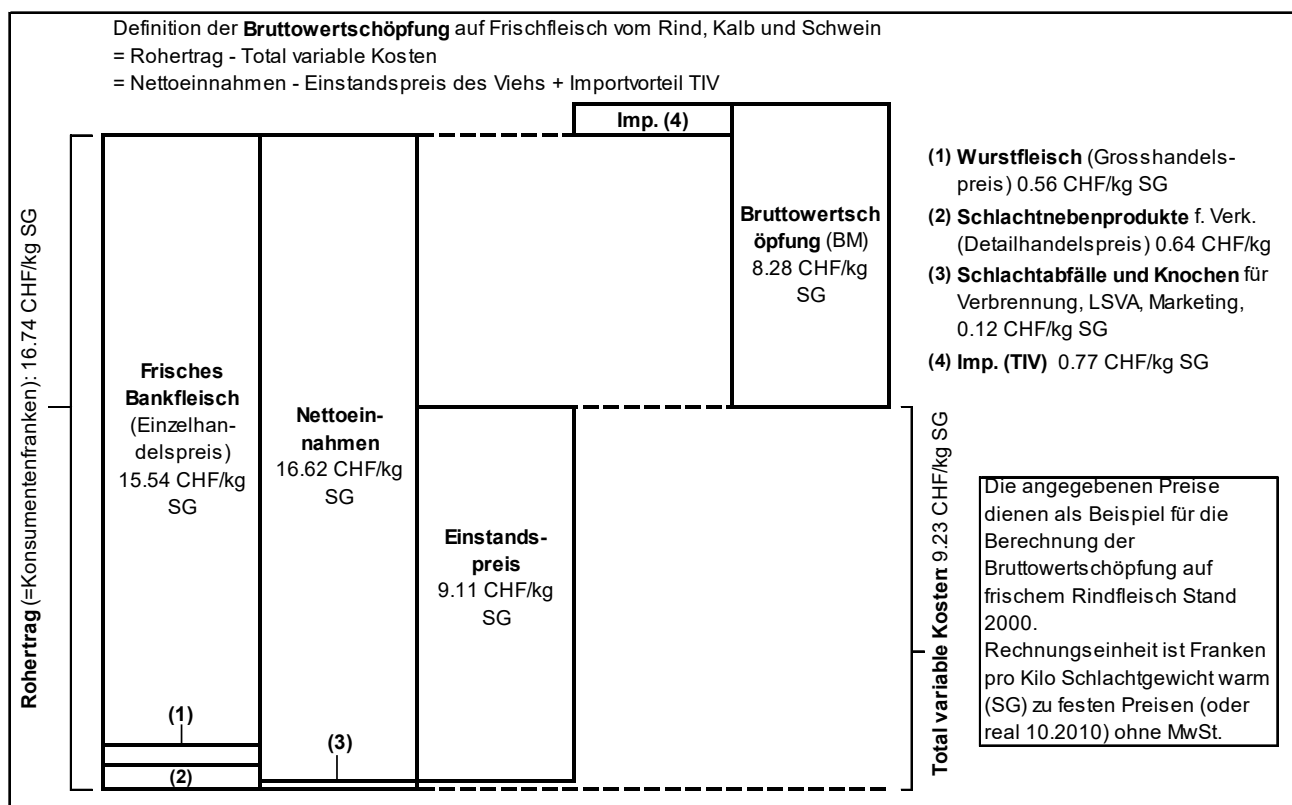 Definition der Bruttowertschöpfung auf Frischfleisch vom Rind, Kalb und Schwein
= Rohertrag - Total variable Kosten
= Nettoeinnahmen - Einstandspreis des Viehs + Importvorteil TIV
Rohertrag (=Konsumentenfranken): 16.74 CHF/kg SG
Frisches
Bankfleisch
(Einzelhan-
delspreis)
15.54 CHF/kg
SG
(1)
(2)
Nettoein-
nahmen
16.62 CHF/kg
SG
(3)
Einstands-
preis
9.11 CHF/kg
SG
Imp. (4)
Bruttowertsch
öpfung (BM)
8.28 CHF/kg
SG
Total variable Kosten: 9.23 CHF/kg SG
(1) Wurstfleisch (Grosshandels-
preis) 0.56 CHF/kg SG
(2) Schlachtnebenprodukte f. Verk.
(Detailhandelspreis) 0.64 CHF/kg
(3) Schlachtabfälle und Knochen für
Verbrennung, LSVA, Marketing,
0.12 CHF/kg SG
(4) Imp. (TIV) 0.77 CHF/kg SG
Die angegebenen Preise
dienen als Beispiel für die
Berechnung der
Bruttowertschöpfung auf
frischem Rindfleisch Stand
2000.
Rechnungseinheit ist Franken
pro Kilo Schlachtgewicht warm
(SG) zu festen Preisen (oder
real 10.2010) ohne MwSt.